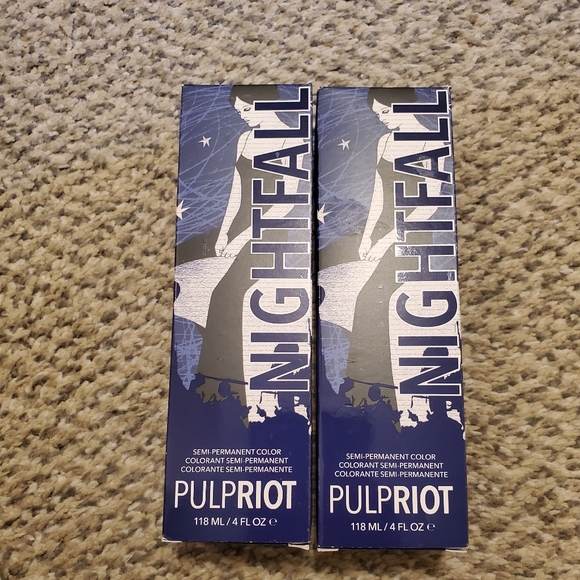 NIGHTFALL
SEMI-PERMANENT COLOR
COLORANT SEMI-PERMANENT
COLORANTE SEMI-PERMANENTE
PULPRIOT
118 ML / 4 FL OZ ℮
NIGHTFALL
SEMI-PERMANENT COLOR
COLORANT SEMI-PERMANENT
COLORANTE SEMI-PERMANENTE
PULPRIOT
118 ML / 4 FL OZ ℮